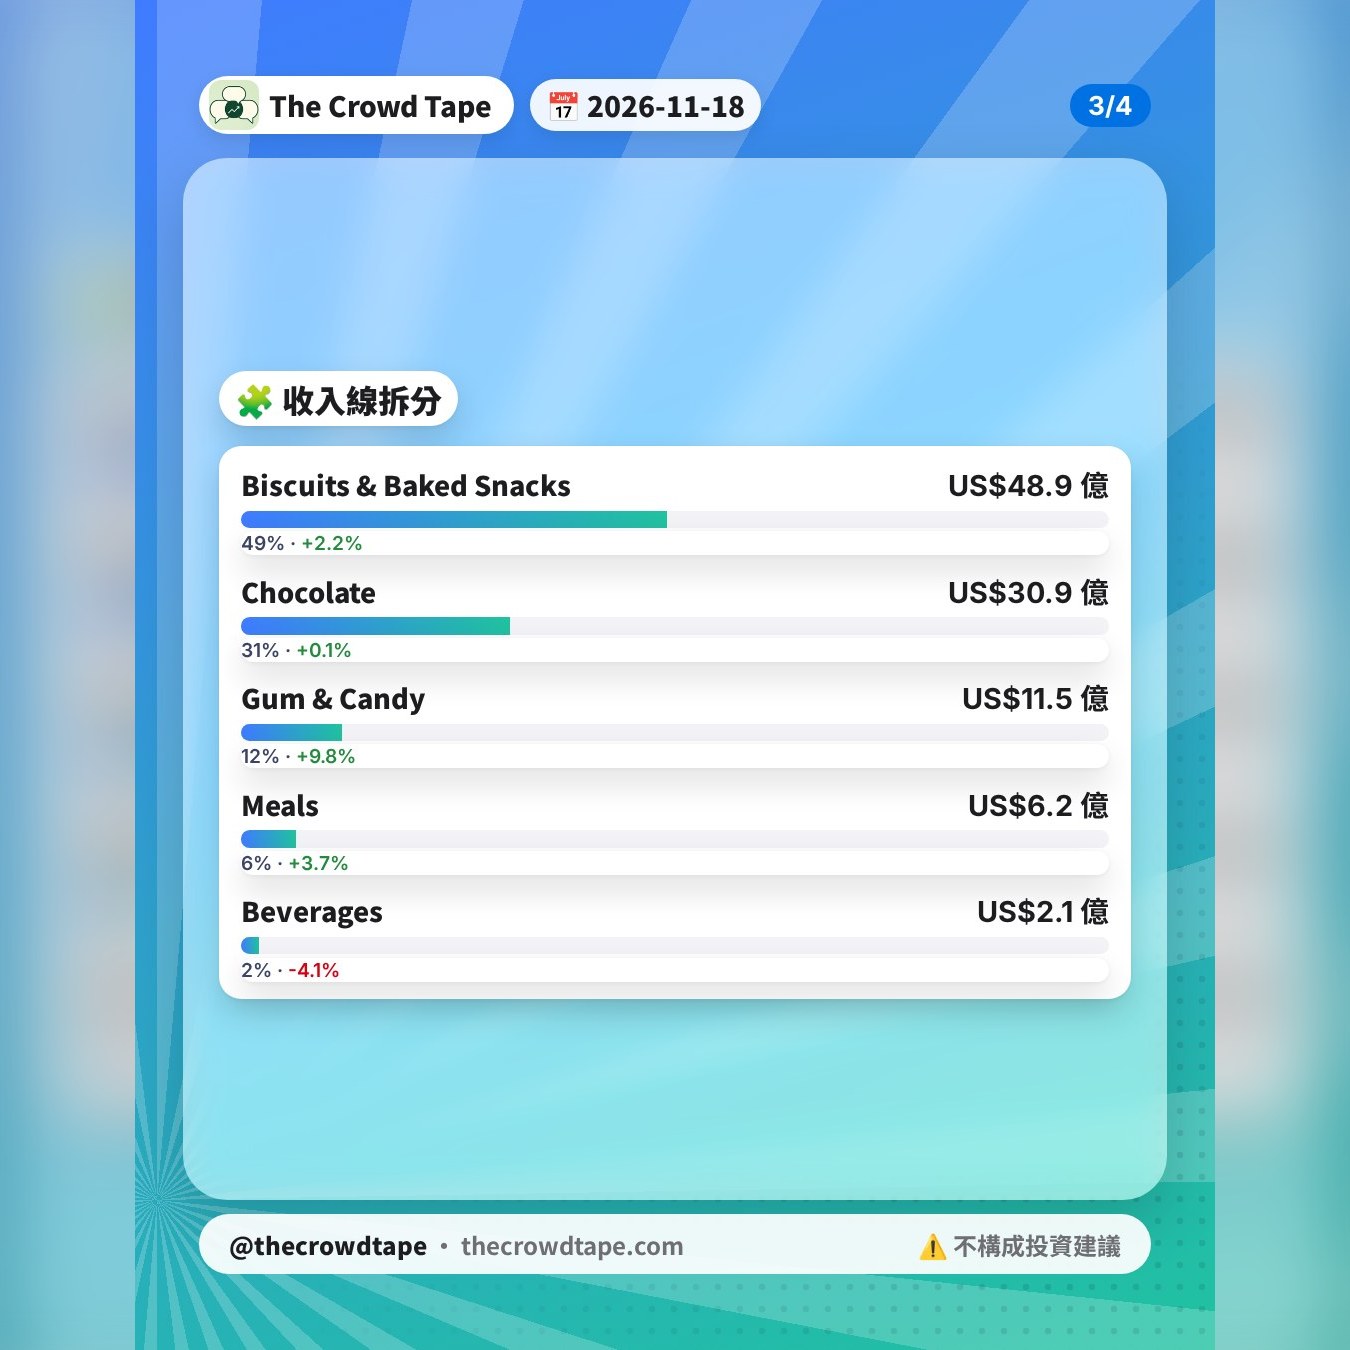 The Crowd Tape
2026-11-18
3/4
收入線拆分
Biscuits & Baked Snacks US$48.9 億
49% · +2.2%
Chocolate US$30.9 億
31% · +0.1%
Gum & Candy US$11.5 億
12% · +9.8%
Meals US$6.2 億
6% · +3.7%
Beverages US$2.1 億
2% · -4.1%
@thecrowdtape • thecrowdtape.com ⚠️ 不構成投資建議